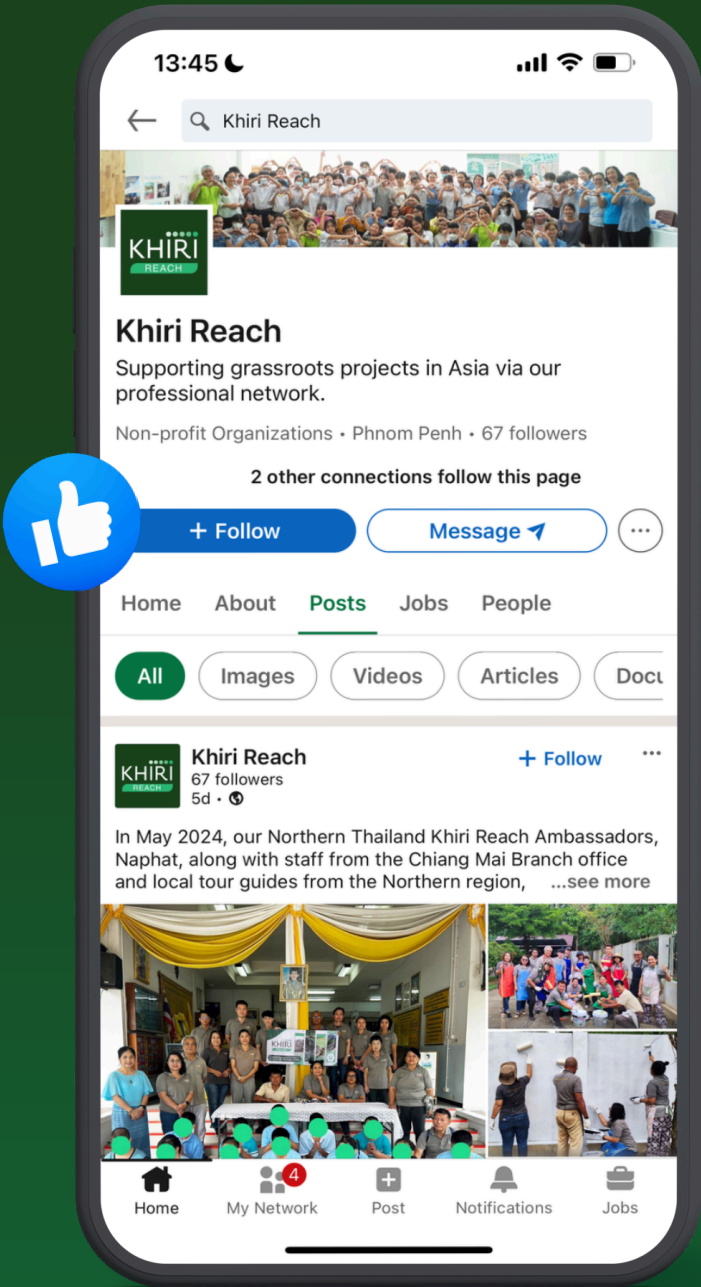 13:45
Khiri Reach
KHIRI
REACH
Khiri Reach
Supporting grassroots projects in Asia via our
professional network.
Non-profit Organizations • Phnom Penh • 67 followers
2 other connections follow this page
+ Follow
Message
Home About Posts Jobs People
All Images Videos Articles Docu
KHIRI
REACH
Khiri Reach
67 followers
5d •
+ Follow
In May 2024, our Northern Thailand Khiri Reach Ambassadors,
Naphat, along with staff from the Chiang Mai Branch office
and local tour guides from the Northern region, ...see more
KHIRI
4
Home My Network Post Notifications Jobs